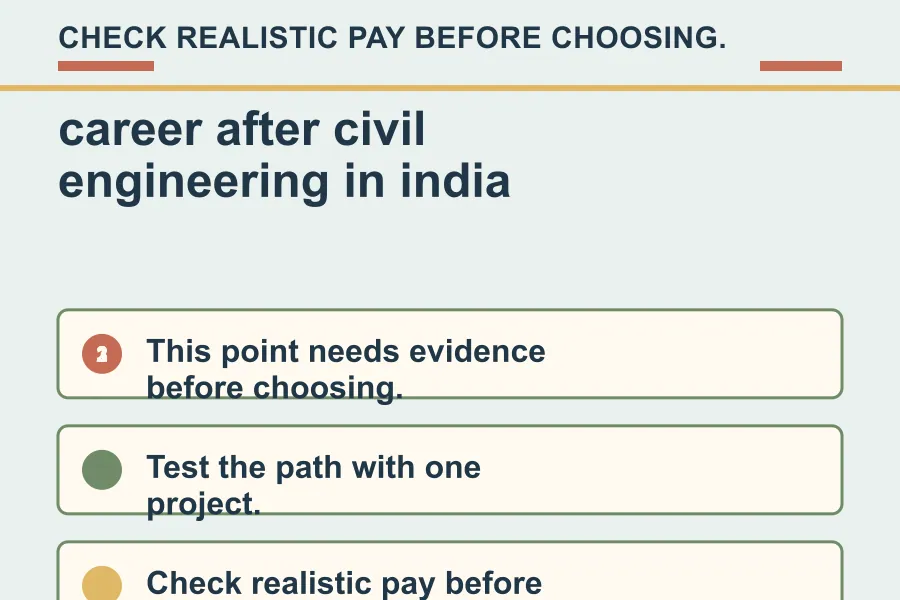 CHECK REALISTIC PAY BEFORE CHOOSING.
career after civil
engineering in india
This point needs evidence
before choosing.
Test the path with one
project.
Check realistic pay before